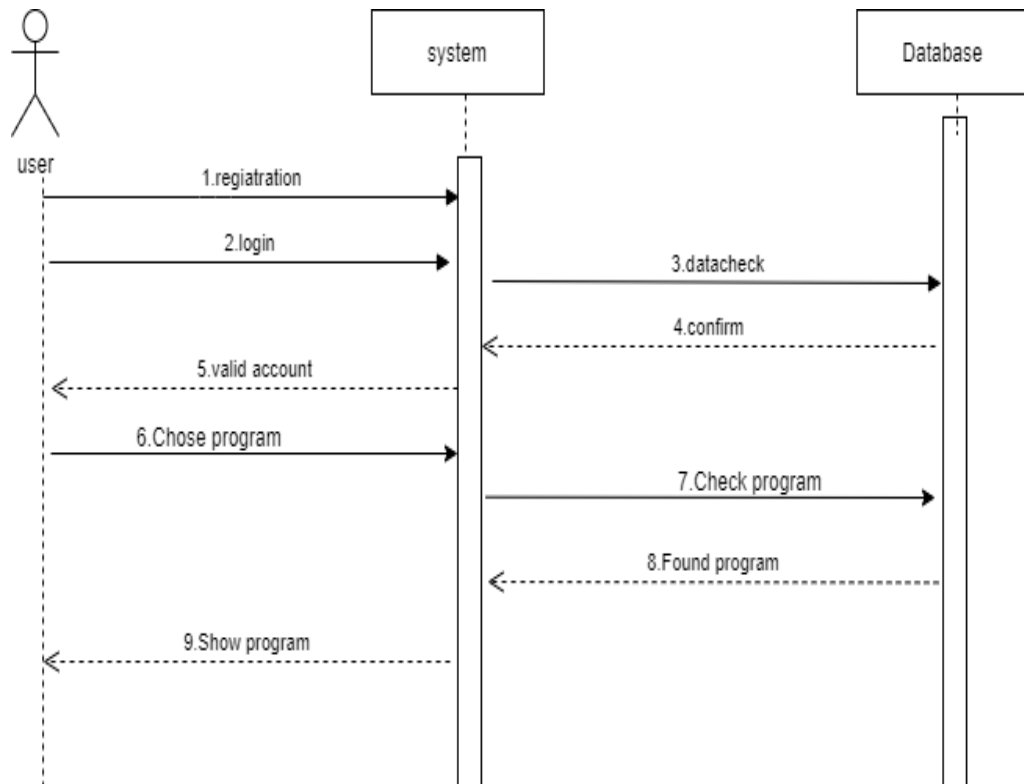 system
Database
user
1.regiatration
2.login
3.datacheck
4.confirm
5.valid account
6.Chose program
7.Check program
8.Found program
9.Show program